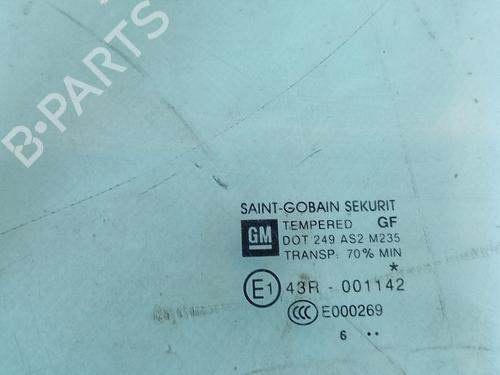 B-PARTS
SAINT-GOBAIN SEKURIT
GM TEMPERED GF
DOT 249 AS2 M235
TRANSP: 70% MIN
*
E1 43R - 001142
CCC E000269
6 ..